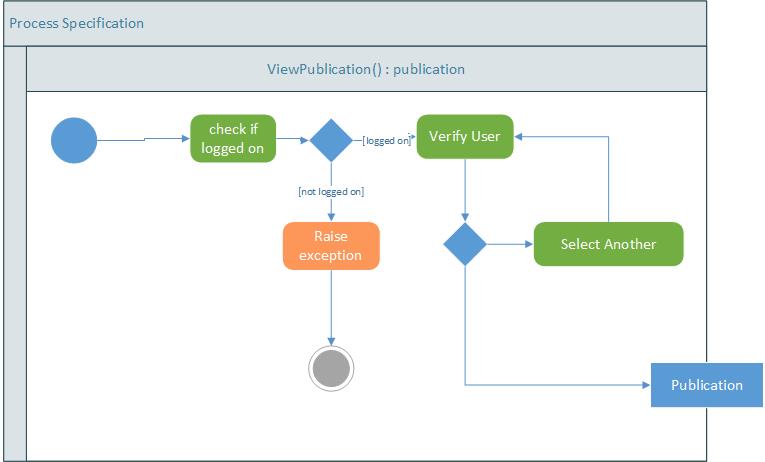 Process Specification
ViewPublication() : publication
check if
logged on
[logged on]
Verify User
[not logged on]
Raise
exception
Select Another
Publication